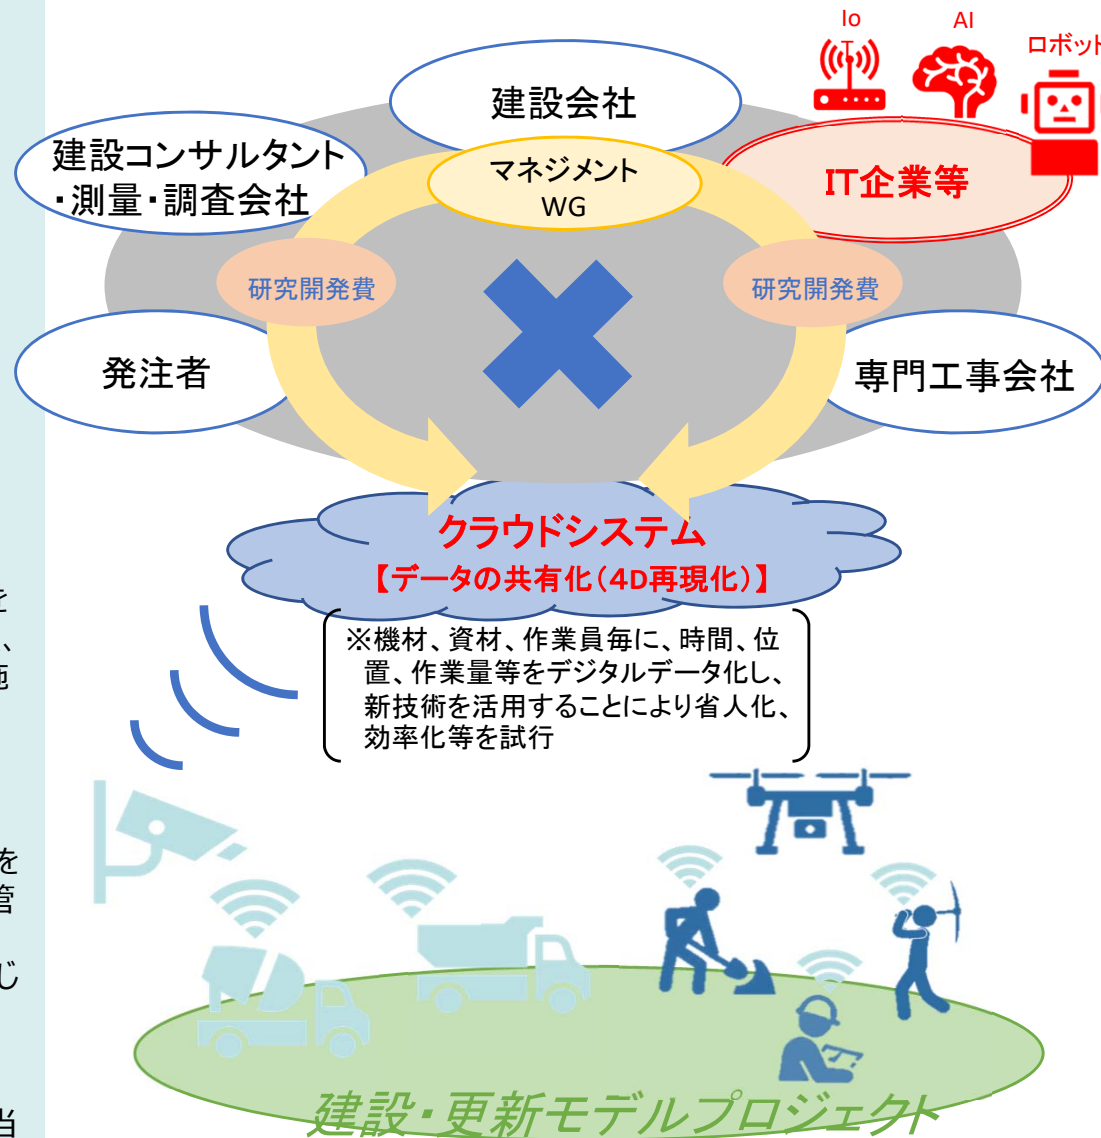 IoT
AI
ロボット
建設会社
建設コンサルタント
・測量・調査会社
マネジメント
WG
IT企業等
研究開発費
研究開発費
発注者
専門工事会社
クラウドシステム
【データの共有化（4D再現化）】
※機材、資材、作業員毎に、時間、位
置、作業量等をデジタルデータ化し、
新技術を活用することにより省人化、
効率化等を試行
を
、
施
を
管
じ
当
建設・更新モデルプロジェクト